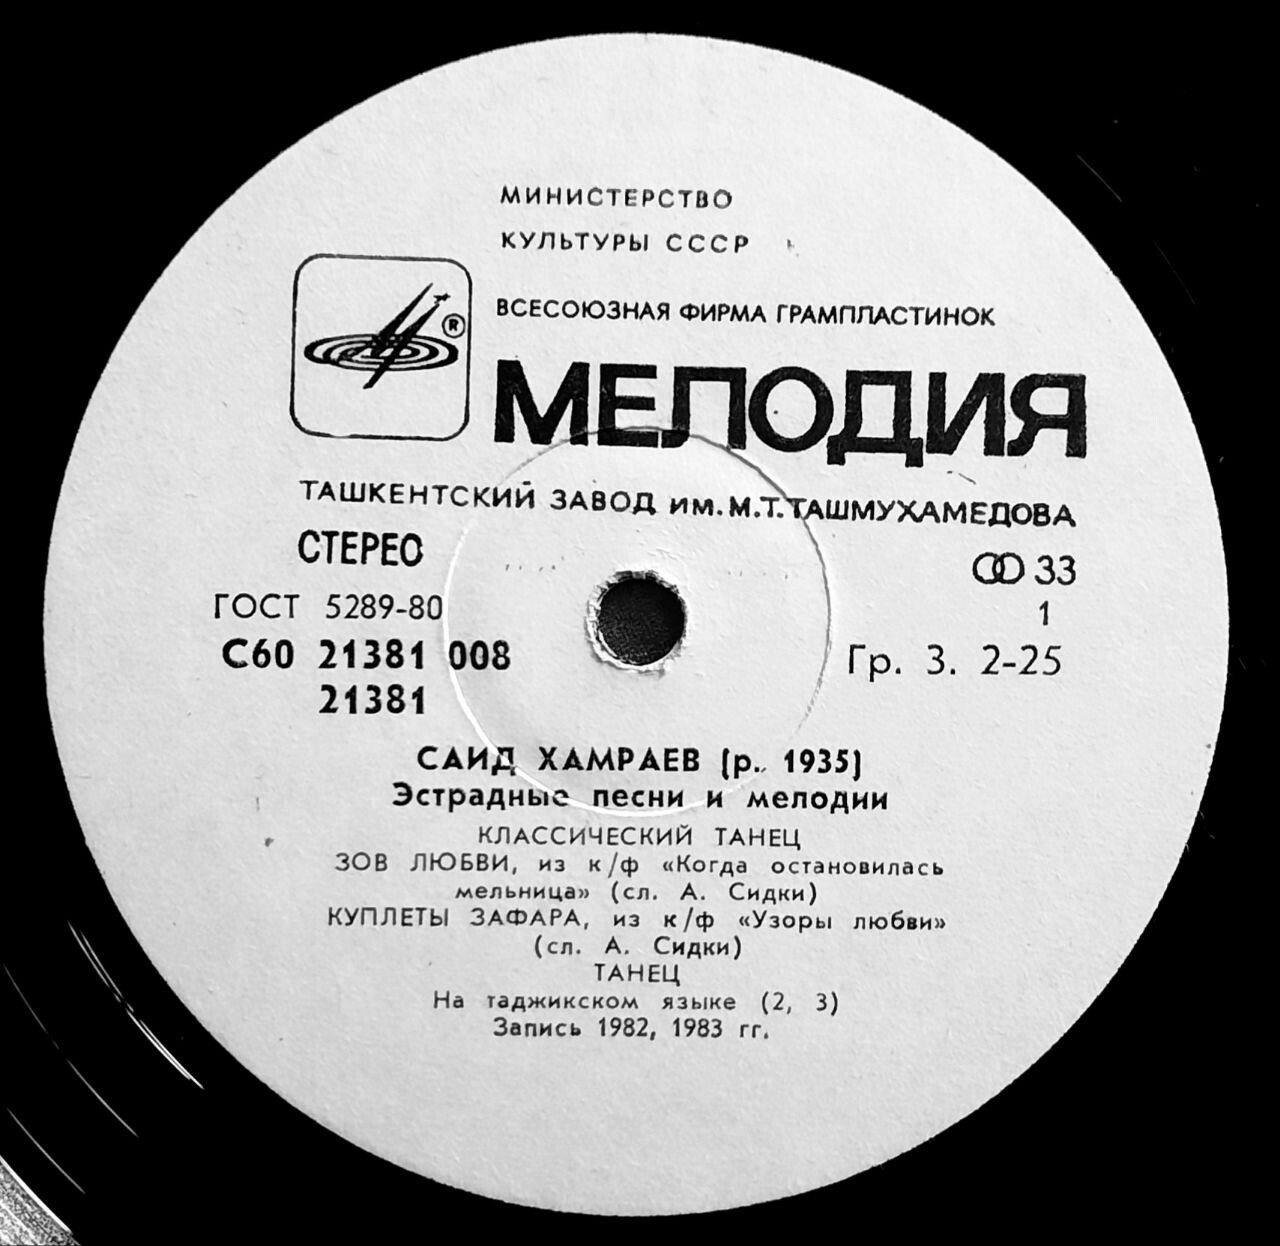 МИНИСТЕРСТВО
КУЛЬТУРЫ СССР
ВСЕСОЮЗНАЯ ФИРМА ГРАМПЛАСТИНОК
®
МЕЛОДИЯ
ТАШКЕНТСКИЙ ЗАВОД им. М.Т.ТАШМУХАМЕДОВА
СТЕРЕО
33
ГОСТ 5289-80
1
С60 21381 008
Гр. 3. 2-25
21381
САИД ХАМРАЕВ (р. 1935)
Эстрадные песни и мелодии
КЛАССИЧЕСКИЙ ТАНЕЦ
ЗОВ ЛЮБВИ, из к/ф «Когда остановилась
мельница» (сл. А. Сидки)
КУПЛЕТЫ ЗАФАРА, из к/ф «Узоры любви»
(сл. А. Сидки)
ТАНЕЦ
На таджикском языке (2, 3)
Запись 1982, 1983 гг.